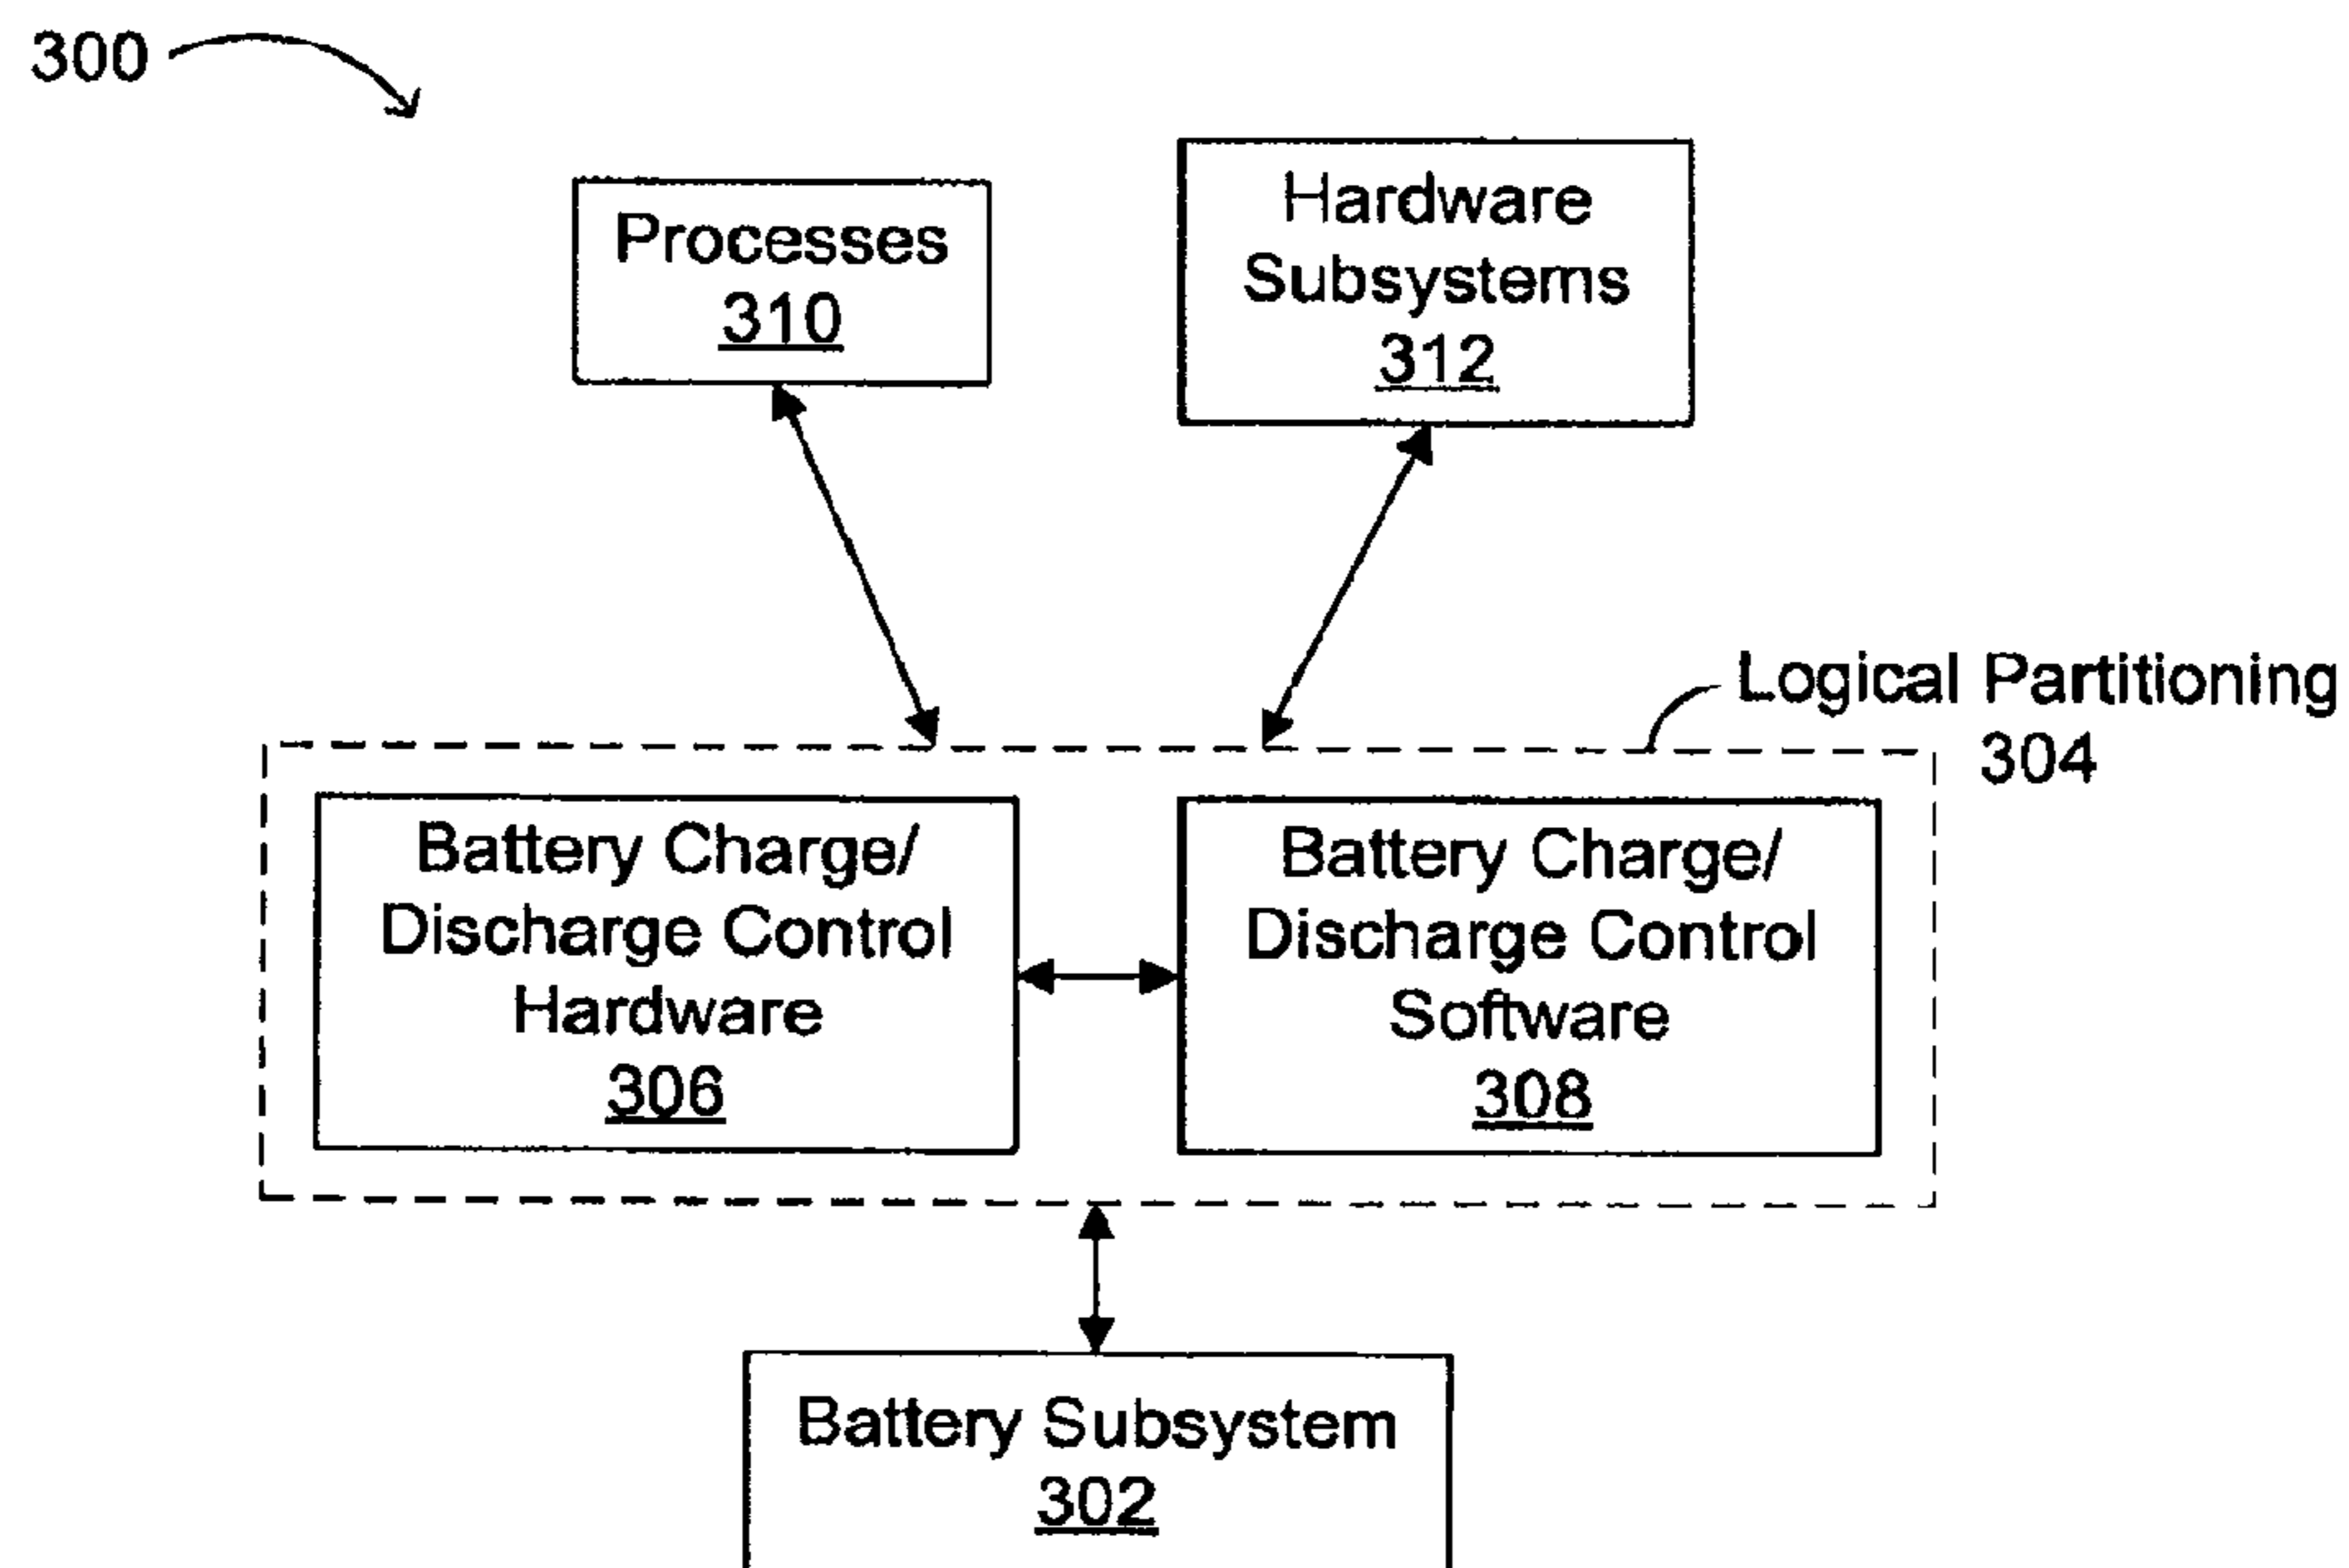 300
Processes
310
Hardware
Subsystems
312
Logical Partitioning
304
Battery Charge/
Discharge Control
Hardware
306
Battery Charge/
Discharge Control
Software
308
Battery Subsystem
302